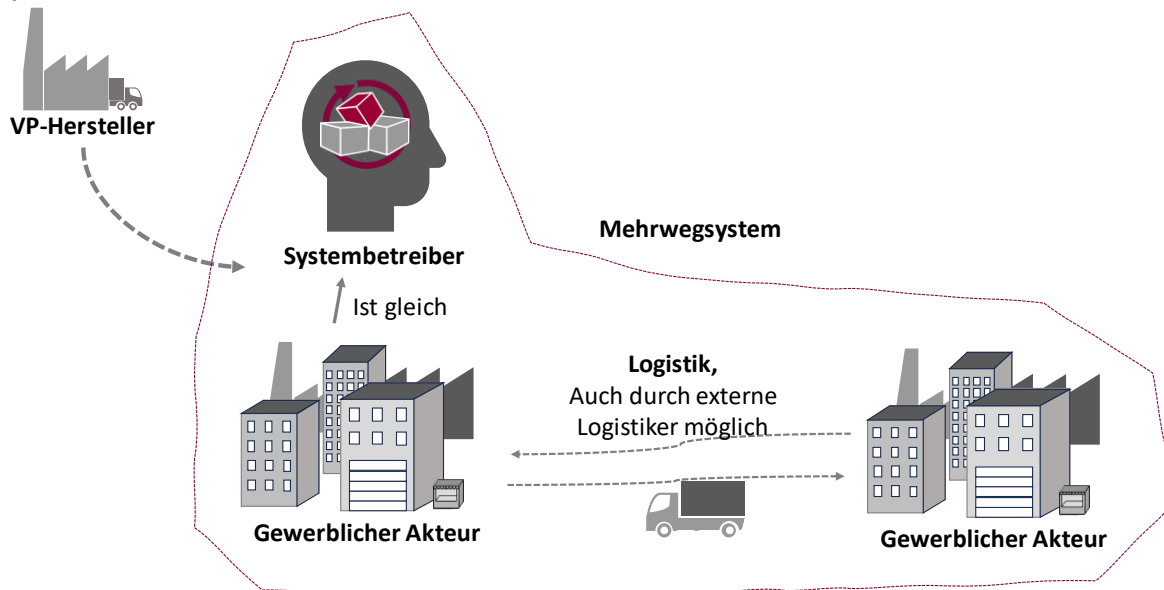 VP-Hersteller
Systembetreiber
Mehrwegsystem
Ist gleich
Logistik,
Auch durch externe
Logistiker möglich
Gewerblicher Akteur
Gewerblicher Akteur